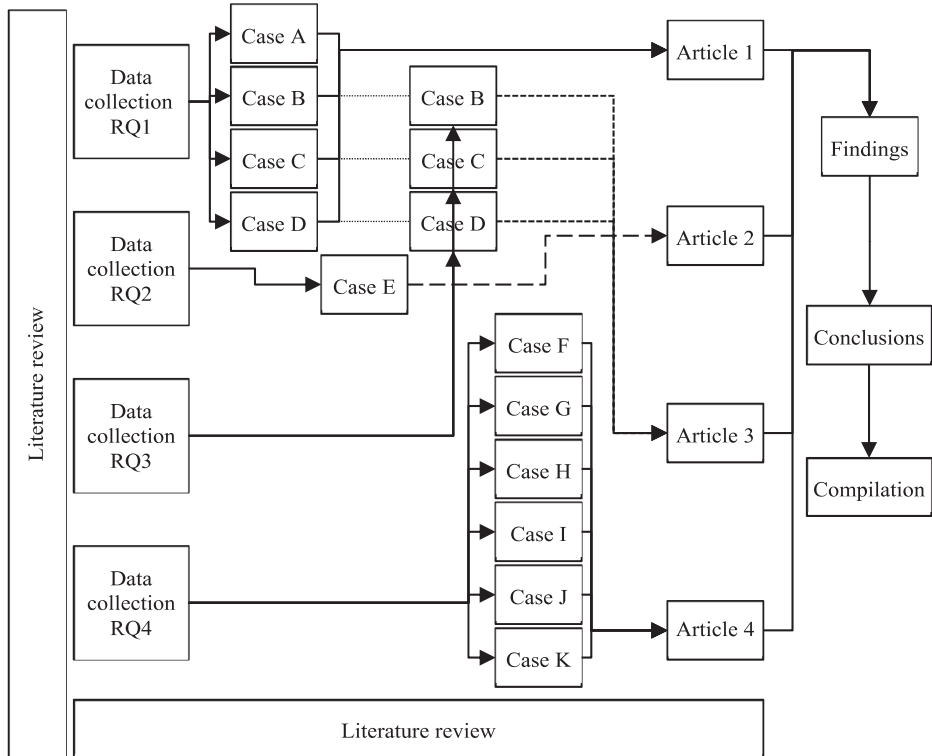 Literature review
Data
collection
RQ1
Case A
Case B
Case C
Case D
Case B
Case C
Case D
Article 1
Findings
Data
collection
RQ2
Case E
Article 2
Conclusions
Data
collection
RQ3
Case F
Case G
Case H
Case I
Case J
Case K
Article 3
Compilation
Data
collection
RQ4
Article 4
Literature review